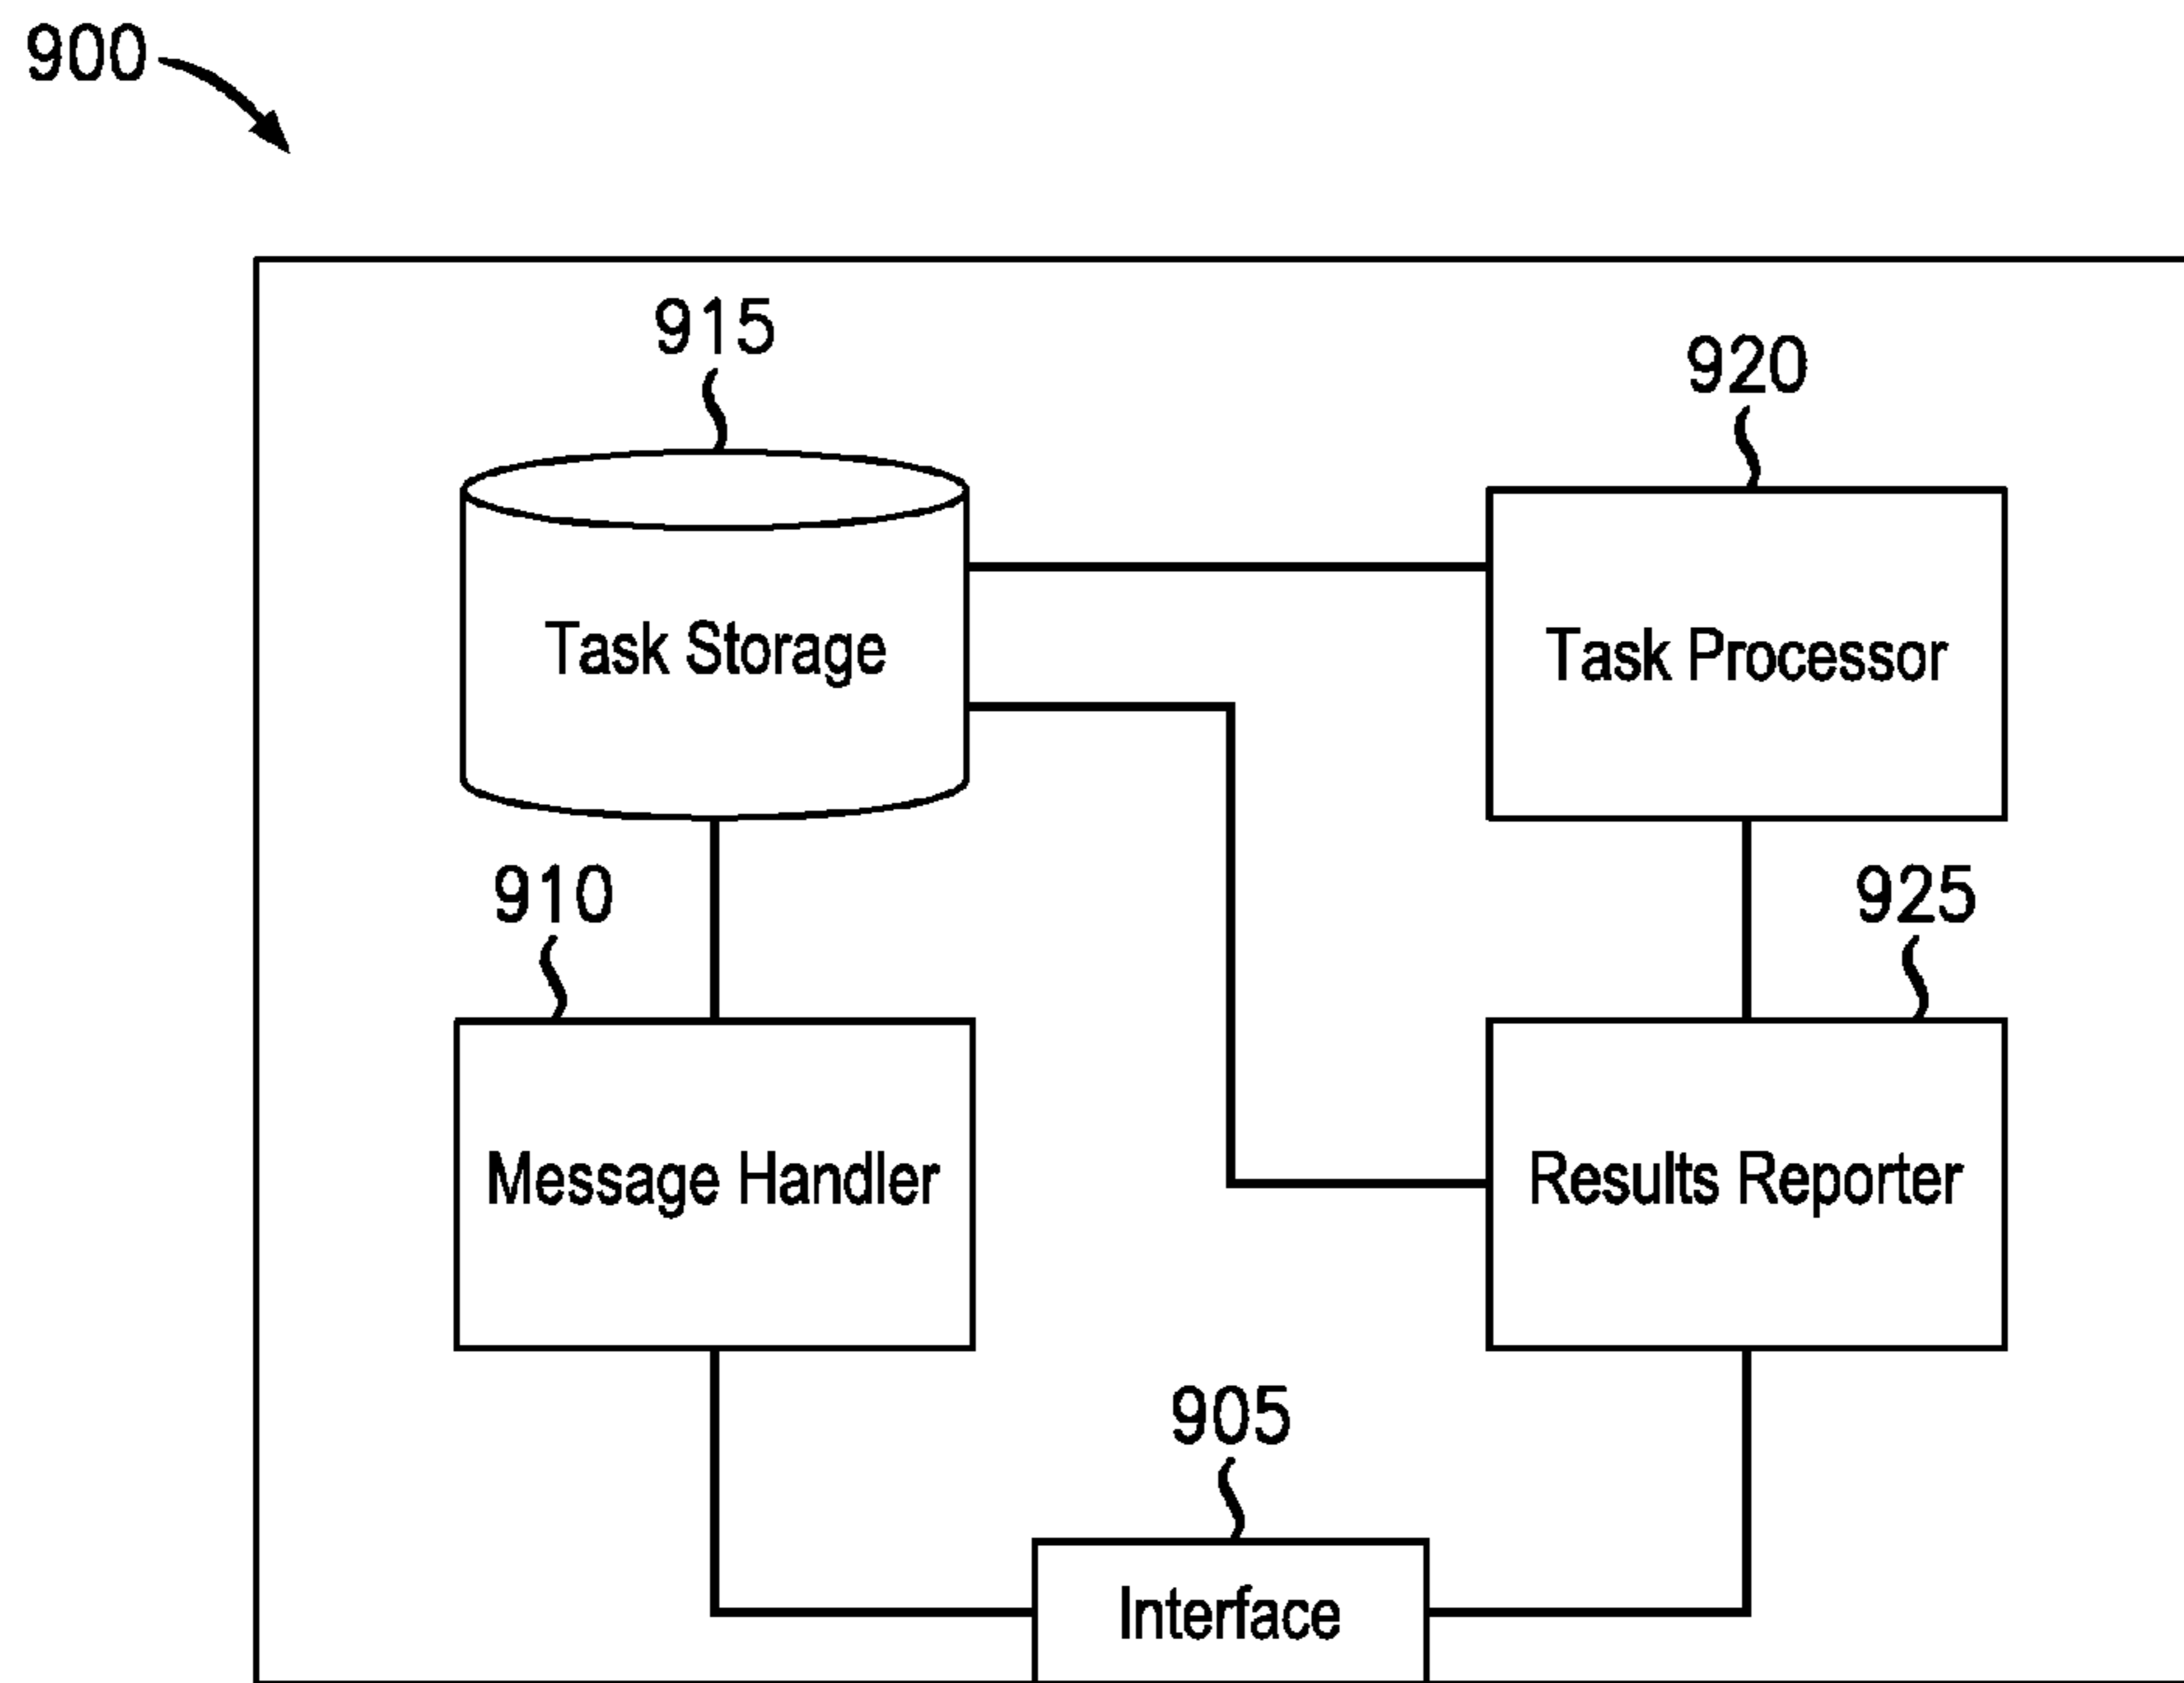 900
915
920
Task Storage
Task Processor
910
925
Message Handler
Results Reporter
905
Interface